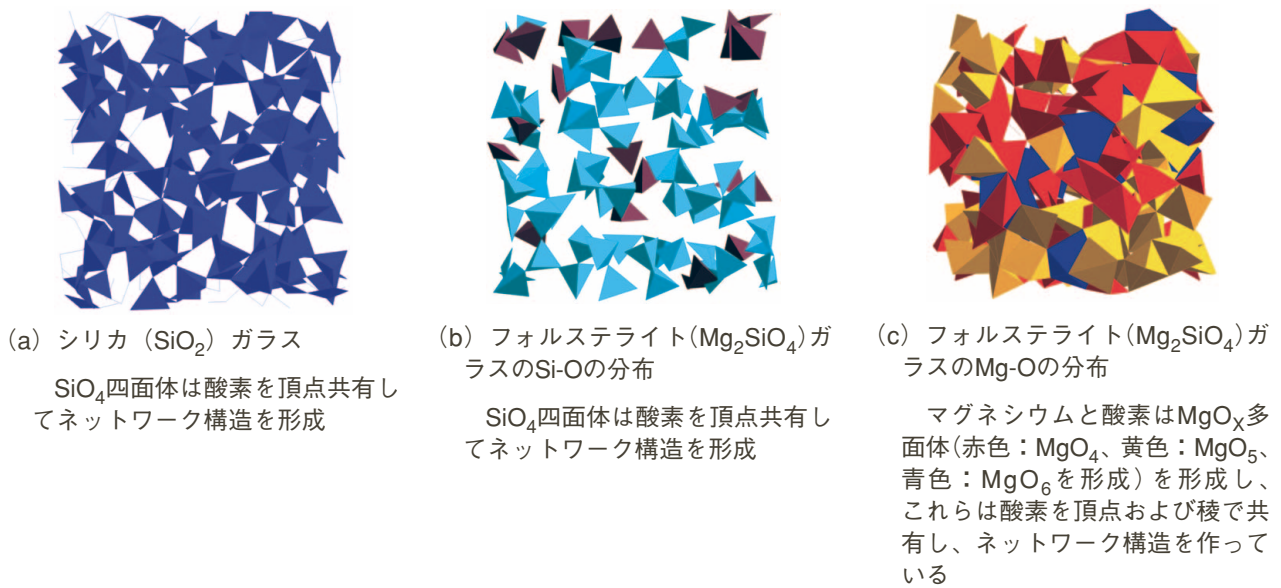 (a) シリカ（SiO2）ガラス
SiO4四面体は酸素を頂点共有し
てネットワーク構造を形成
(b) フォルステライト(Mg2SiO4)ガ
ラスのSi-Oの分布
SiO4四面体は酸素を頂点共有し
てネットワーク構造を形成
(c) フォルステライト(Mg2SiO4)ガ
ラスのMg-Oの分布
マグネシウムと酸素はMgOX多
面体(赤色：MgO4、黄色：MgO5、
青色：MgO6を形成)を形成し、
これらは酸素を頂点および稜で共
有し、ネットワーク構造を作って
いる